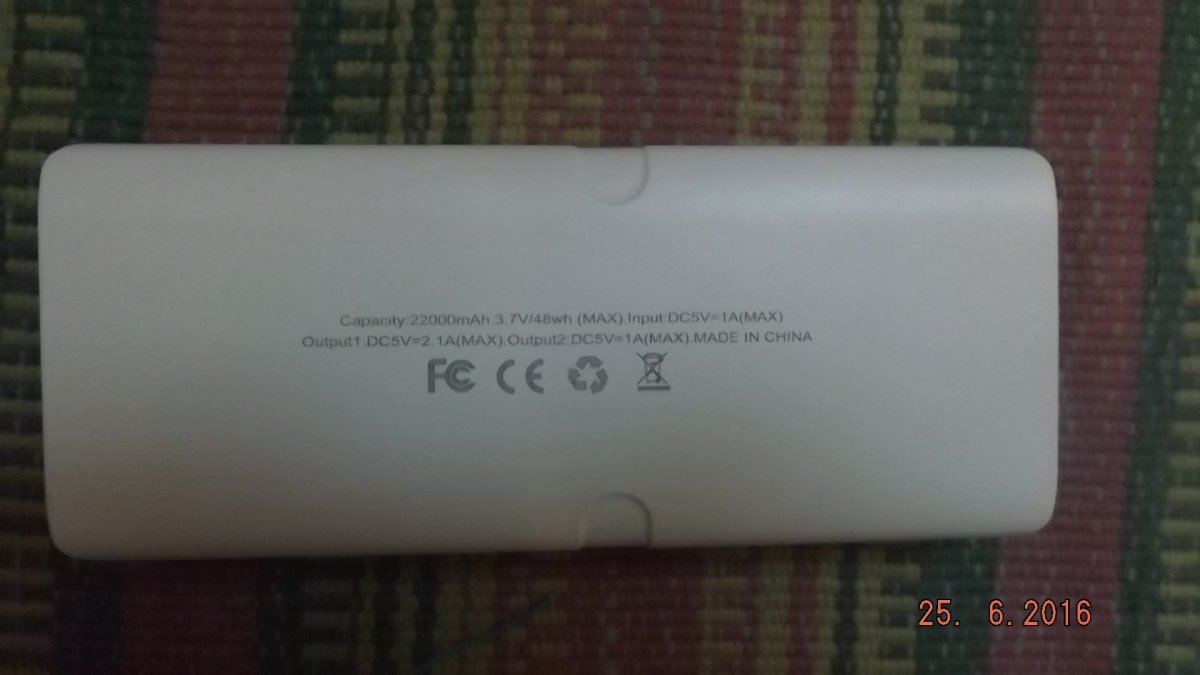 Capacity:22000mAh.3.7V/48wh (MAX).Input:DC5V=1A(MAX)
Output1:DC5V=2.1A(MAX).Output2:DC5V=1A(MAX).MADE IN CHINA
FC CE
25. 6.2016